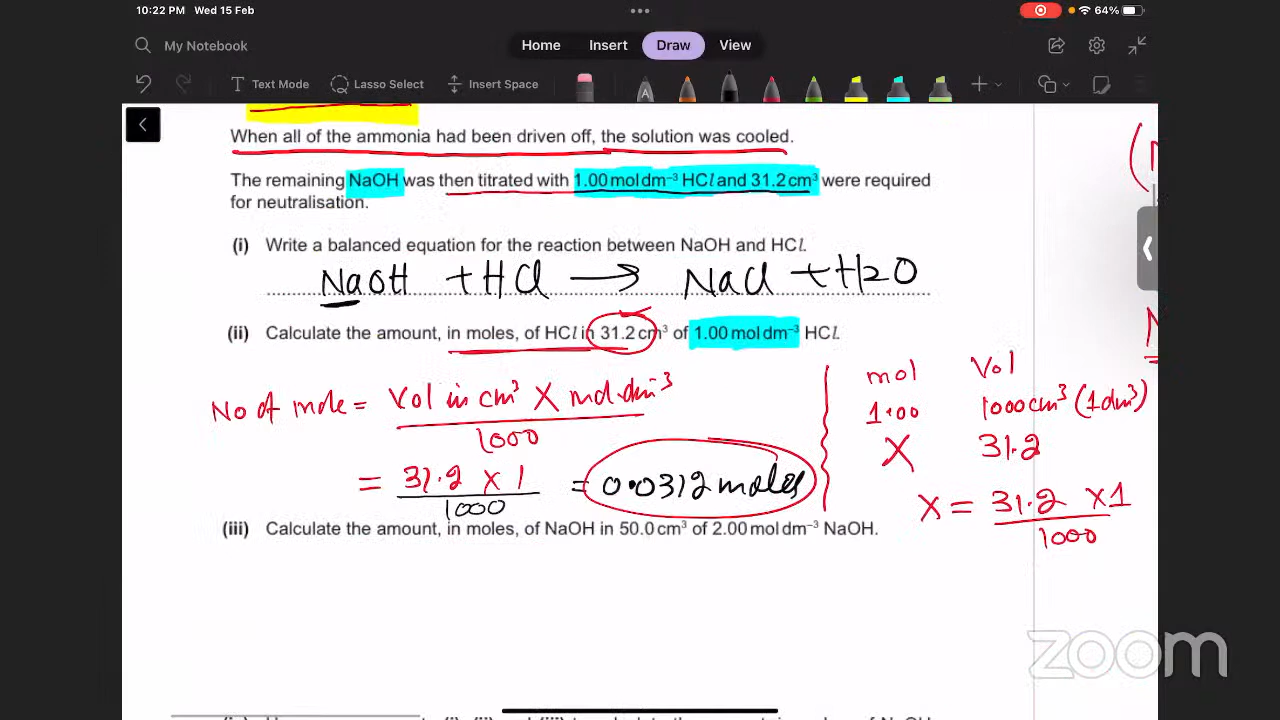 10:22 PM Wed 15 Feb
64%
My Notebook
Home Insert Draw View
Text Mode Lasso Select Insert Space
When all of the ammonia had been driven off, the solution was cooled.
The remaining NaOH was then titrated with 1.00 mol dm⁻³ HCl and 31.2 cm³ were required
for neutralisation.
(i) Write a balanced equation for the reaction between NaOH and HCl.
NaOH + HCl → NaCl + H2O
(ii) Calculate the amount, in moles, of HCl in 31.2 cm³ of 1.00 mol dm⁻³ HCl.
No of mole = Vol in cm³ X mol.dm⁻³
1000
= 31.2 X 1
1000
= 0.0312 moles
mol Vol
1.00 1000cm³ (1dm³)
X 31.2
X = 31.2 X1
1000
(iii) Calculate the amount, in moles, of NaOH in 50.0 cm³ of 2.00 mol dm⁻³ NaOH.
zoom